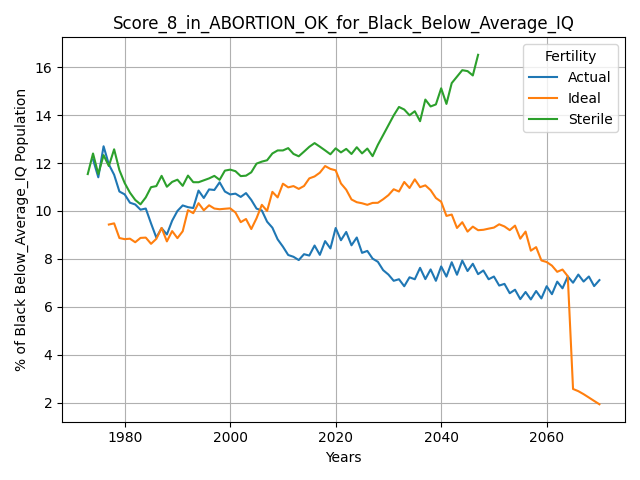 Score_8_in_ABORTION_OK_for_Black_Below_Average_IQ
% of Black Below_Average_IQ Population
16
14
12
10
8
6
4
2
Fertility
Actual
Ideal
Sterile
1980
2000
2020
2040
2060
Years